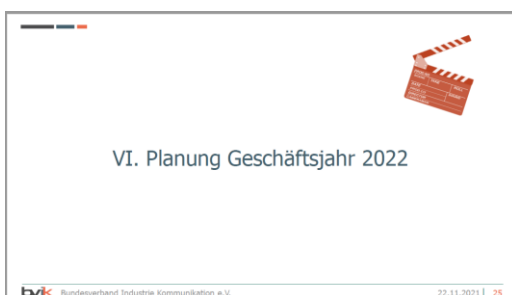 VI. Planung Geschäftsjahr 2022
bvik Bundesverband Industrie Kommunikation e.V. 22.11.2021 | 25